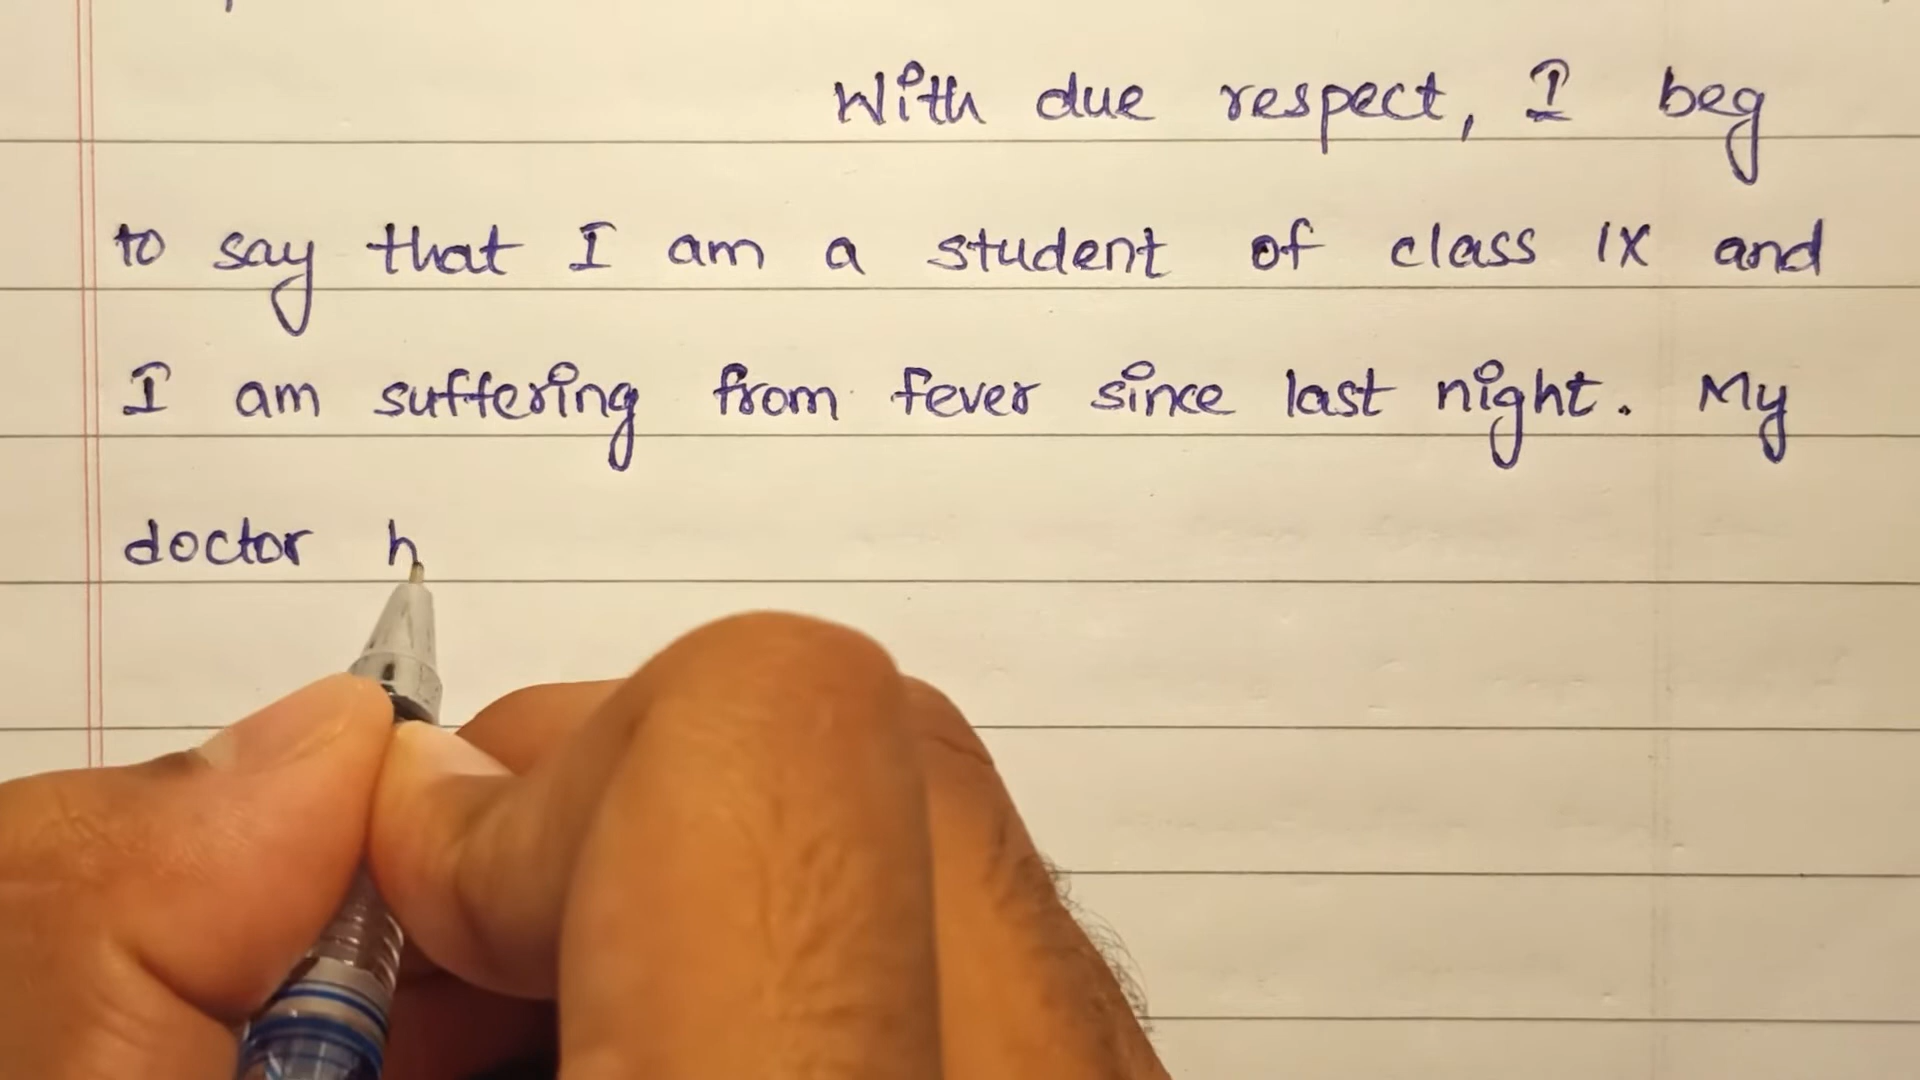 With due respect, I beg
to say that I am a student of class IX and
I am suffering from fever since last night. My
doctor h